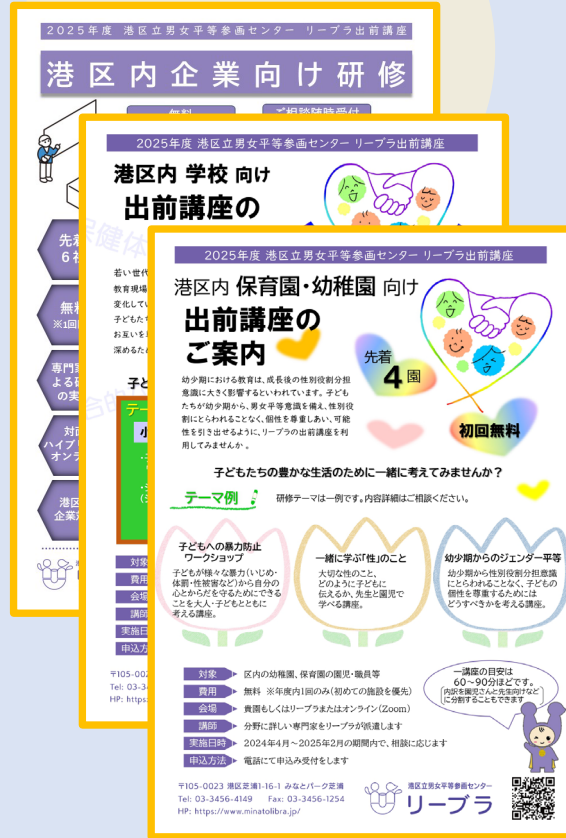 2025年度 港区立男女平等参画センター リーブラ出前講座
港区内企業向け研修
無料
ご相談随時受付
2025年度 港区立男女平等参画センター リーブラ出前講座
港区内 学校 向け
出前講座の
若い世代
教育現場
変化して
子どもた
深めるた
子ど
対象
費用
会場
講師
実施日
申込方
〒105-002
Tel: 03-3
HP: https
2025年度 港区立男女平等参画センター リーブラ出前講座
港区内 保育園・幼稚園 向け
出前講座の
ご案内
先着
4園
初回無料
幼少期における教育は、成長後の性別役割分担
意識に大きく影響するといわれています。子ども
たちが幼少期から、男女平等意識を備え、性別役
割にとらわれることなく、個性を尊重しあい、可能
性を引き出せるように、リーブラの出前講座を利
用してみませんか。
子どもたちの豊かな生活のために一緒に考えてみませんか？
テーマ例
研修テーマは一例です。内容詳細はご相談ください。
子どもへの暴力防止
ワークショップ
子どもが様々な暴力(いじめ・
体罰・性被害など)から自分の
心とからだを守るためにできる
ことを大人・子どもとともに
考える講座。
一緒に学ぶ「性」のこと
大切な性のこと、
どのように子どもに
伝えるか、先生と園児で
学べる講座。
幼少期からのジェンダー平等
幼少期から性別役割分担意識
にとらわれることなく、子どもの
個性を尊重するためには
どうすべきかを考える講座。
対象 区内の幼稚園、保育園の園児・職員等
費用 無料 ※年度内1回のみ(初めての施設を優先)
会場 貴園もしくはリーブラまたはオンライン(Zoom)
講師 分野に詳しい専門家をリーブラが派遣します
実施日時 2024年4月～2025年2月の期間内で、相談に応じます
申込方法 電話にて申込み受付をします
一講座の目安は
60～90分ほどです。
(内訳を園児さんと先生向けなど
に分割することもできます)
〒105-0023 港区芝浦1-16-1 みなとパーク芝浦
Tel: 03-3456-4149 Fax: 03-3456-1254
HP: https://www.minatolibra.jp/
港区立男女平等参画センター
リーブラ